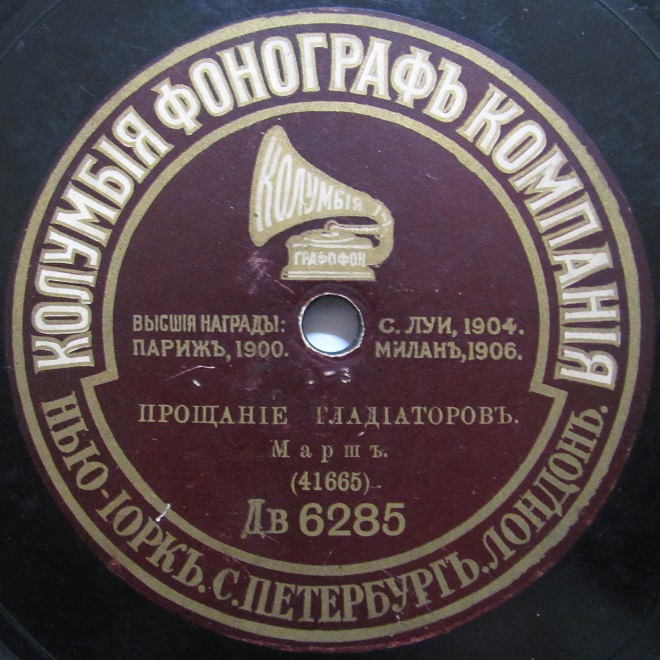 КОЛУМБІЯ ФОНОГРАФЪ КОМПАНІЯ
КОЛУМБІЯ
ГРАФОФОН
ВЫСШІЯ НАГРАДЫ: С. ЛУИ, 1904.
ПАРИЖЪ, 1900. МИЛАНЪ, 1906.
ПРОЩАНІЕ ГЛАДІАТОРОВЪ.
Маршъ.
(41665)
Дв 6285
НЬЮ-ІОРКЪ. С. ПЕТЕРБУРГЪ. ЛОНДОНЪ.